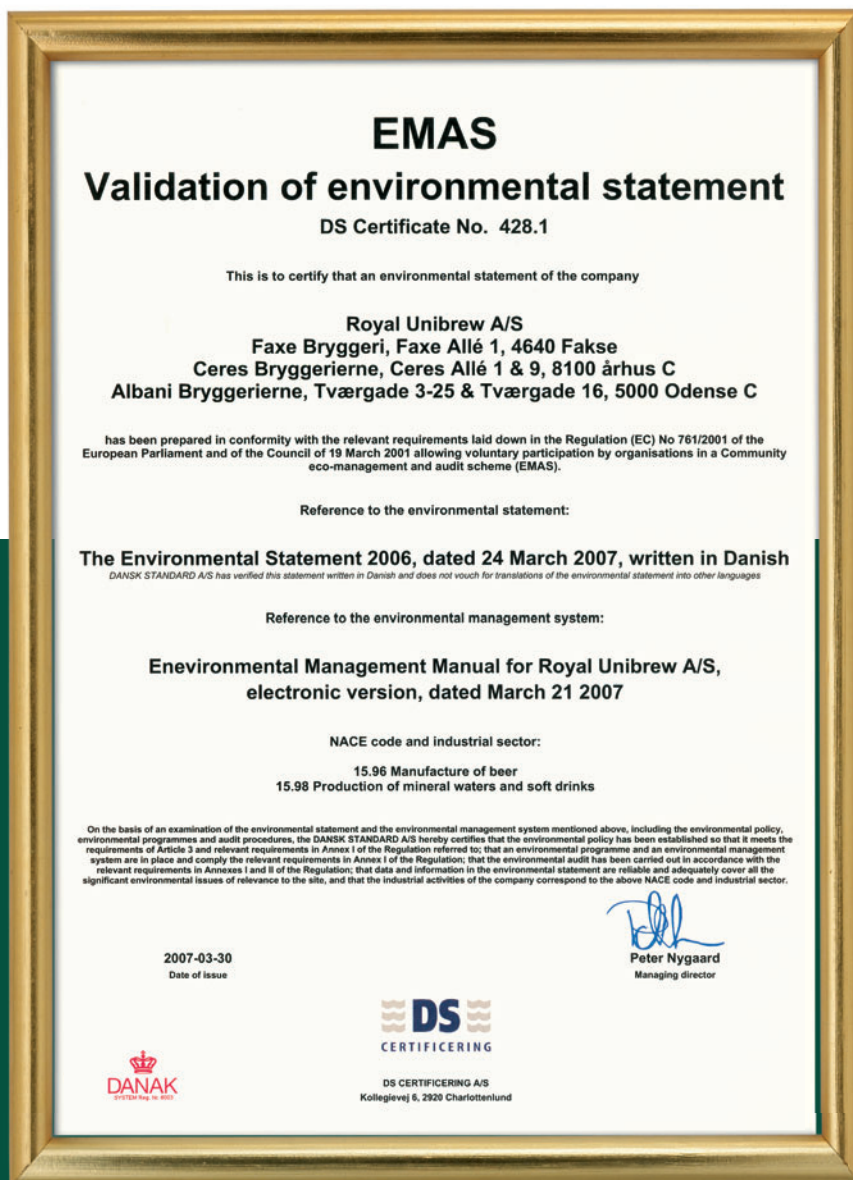 EMAS
Validation of environmental statement
DS Certificate No. 428.1
This is to certify that an environmental statement of the company
Royal Unibrew A/S
Faxe Bryggeri, Faxe Allé 1, 4640 Fakse
Ceres Bryggerierne, Ceres Allé 1 & 9, 8100 århus C
Albani Bryggerierne, Tværgade 3-25 & Tværgade 16, 5000 Odense C
has been prepared in conformity with the relevant requirements laid down in the Regulation (EC) No 761/2001 of the
European Parliament and of the Council of 19 March 2001 allowing voluntary participation by organisations in a Community
eco-management and audit scheme (EMAS).
Reference to the environmental statement:
The Environmental Statement 2006, dated 24 March 2007, written in Danish
DANSK STANDARD A/S has verified this statement written in Danish and does not vouch for translations of the environmental statement into other languages
Reference to the environmental management system:
Enevironmental Management Manual for Royal Unibrew A/S,
electronic version, dated March 21 2007
NACE code and industrial sector:
15.96 Manufacture of beer
15.98 Production of mineral waters and soft drinks
On the basis of an examination of the environmental statement and the environmental management system mentioned above, including the environmental policy,
environmental programmes and audit procedures, the DANSK STANDARD A/S hereby certifies that the environmental policy has been established so that it meets the
requirements of Article 3 and relevant requirements in Annex I of the Regulation referred to; that an environmental programme and an environmental management
system are in place and comply the relevant requirements in Annex I of the Regulation; that the environmental audit has been carried out in accordance with the
relevant requirements in Annexes I and II of the Regulation; that data and information in the environmental statement are reliable and adequately cover all the
significant environmental issues of relevance to the site, and that the industrial activities of the company correspond to the above NACE code and industrial sector.
2007-03-30
Date of issue
Peter Nygaard
Managing director
DS
CERTIFICERING
DANAK
SYSTEM Reg. Nr.
DS CERTIFICERING A/S
Kollegievej 6, 2920 Charlottenlund